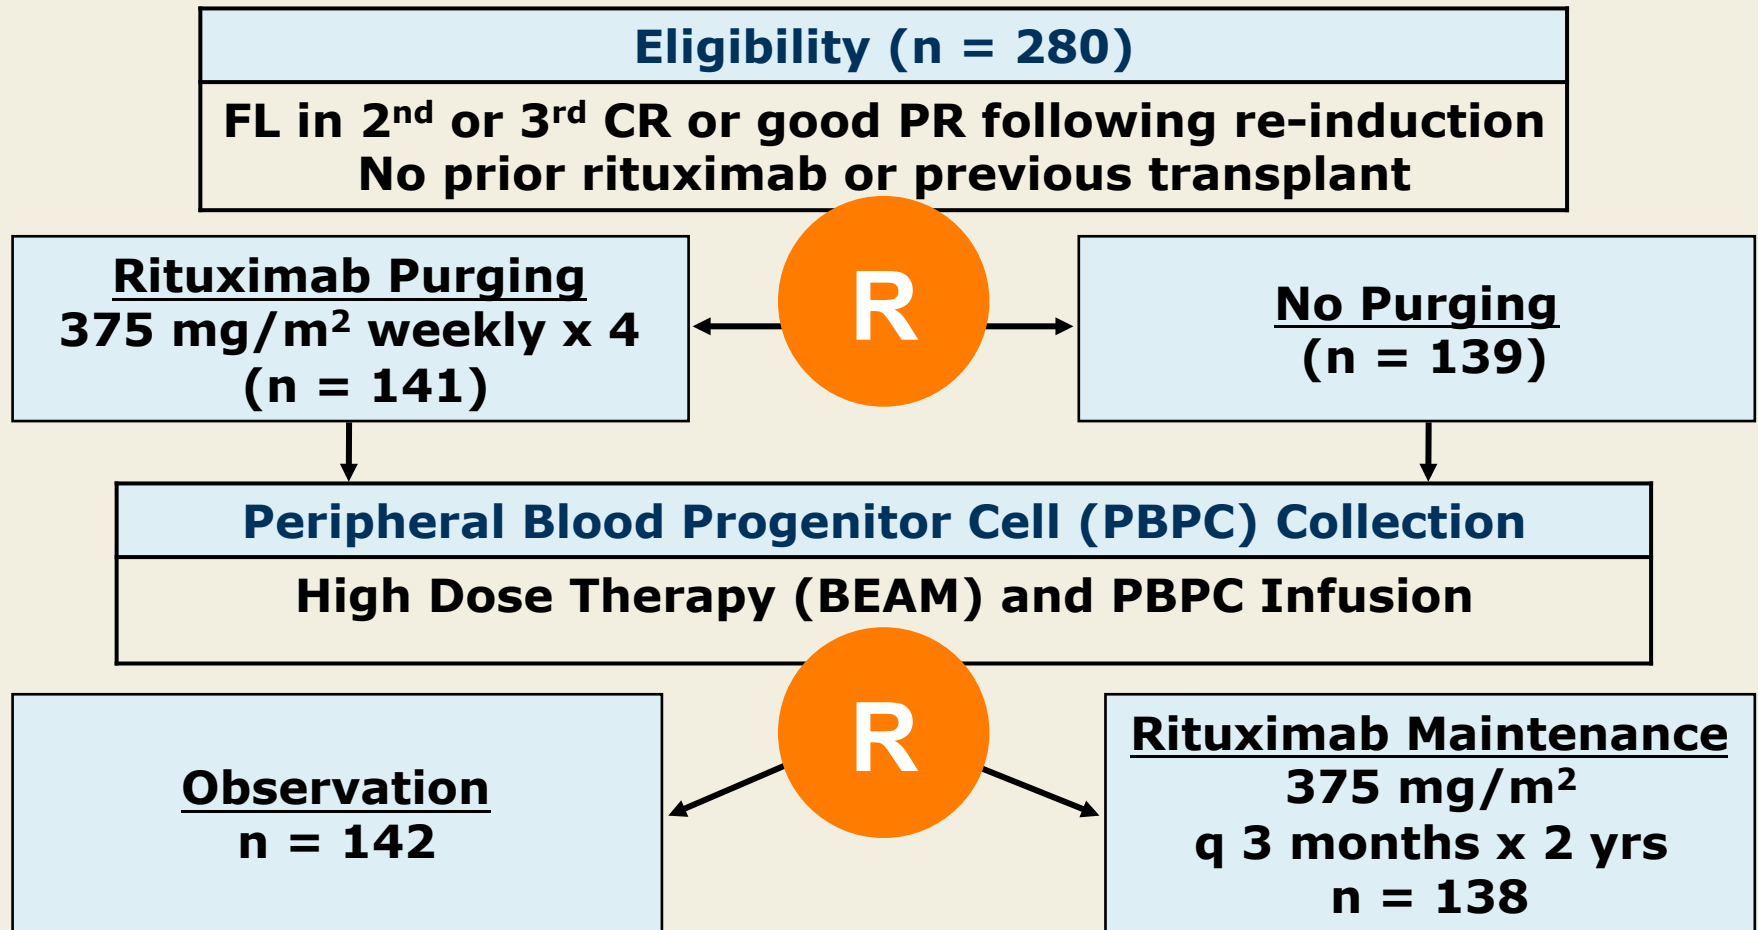 Eligibility (n = 280)
FL in 2nd or 3rd CR or good PR following re-induction
No prior rituximab or previous transplant
R
Rituximab Purging
375 mg/m² weekly x 4
(n = 141)
No Purging
(n = 139)
Peripheral Blood Progenitor Cell (PBPC) Collection
High Dose Therapy (BEAM) and PBPC Infusion
R
Observation
n = 142
Rituximab Maintenance
375 mg/m²
q 3 months x 2 yrs
n = 138